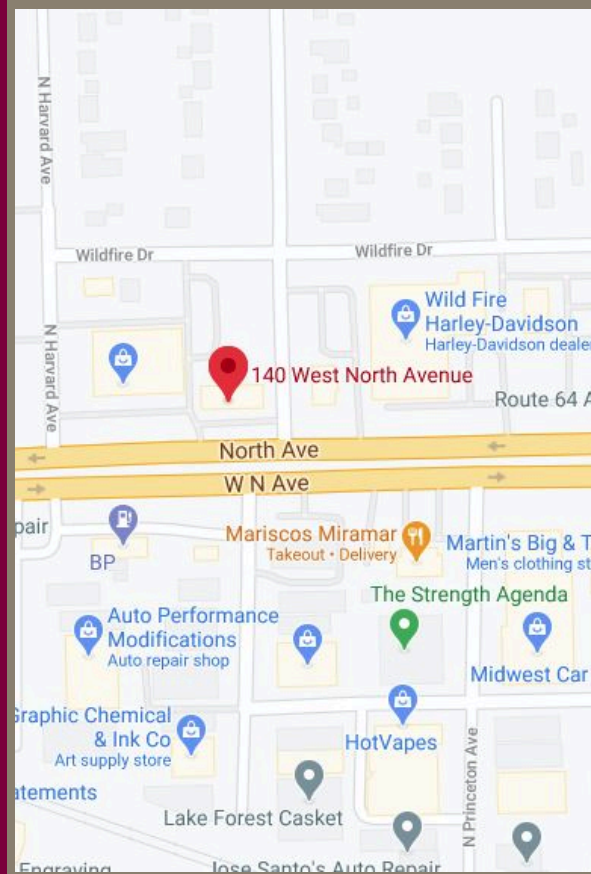 N Harvard Ave
Wildfire Dr
Wildfire Dr
Wild Fire
Harley-Davidson
Harley-Davidson dealer
N Harvard Ave
140 West North Avenue
Route 64 A
North Ave
W N Ave
pair
BP
Mariscos Miramar
Takeout • Delivery
Martin's Big & T
Men's clothing st
The Strength Agenda
Auto Performance
Modifications
Auto repair shop
Midwest Car
Graphic Chemical
& Ink Co
Art supply store
HotVapes
N Princeton Ave
atements
Lake Forest Casket
Engraving
Jose Santo's Auto Repair